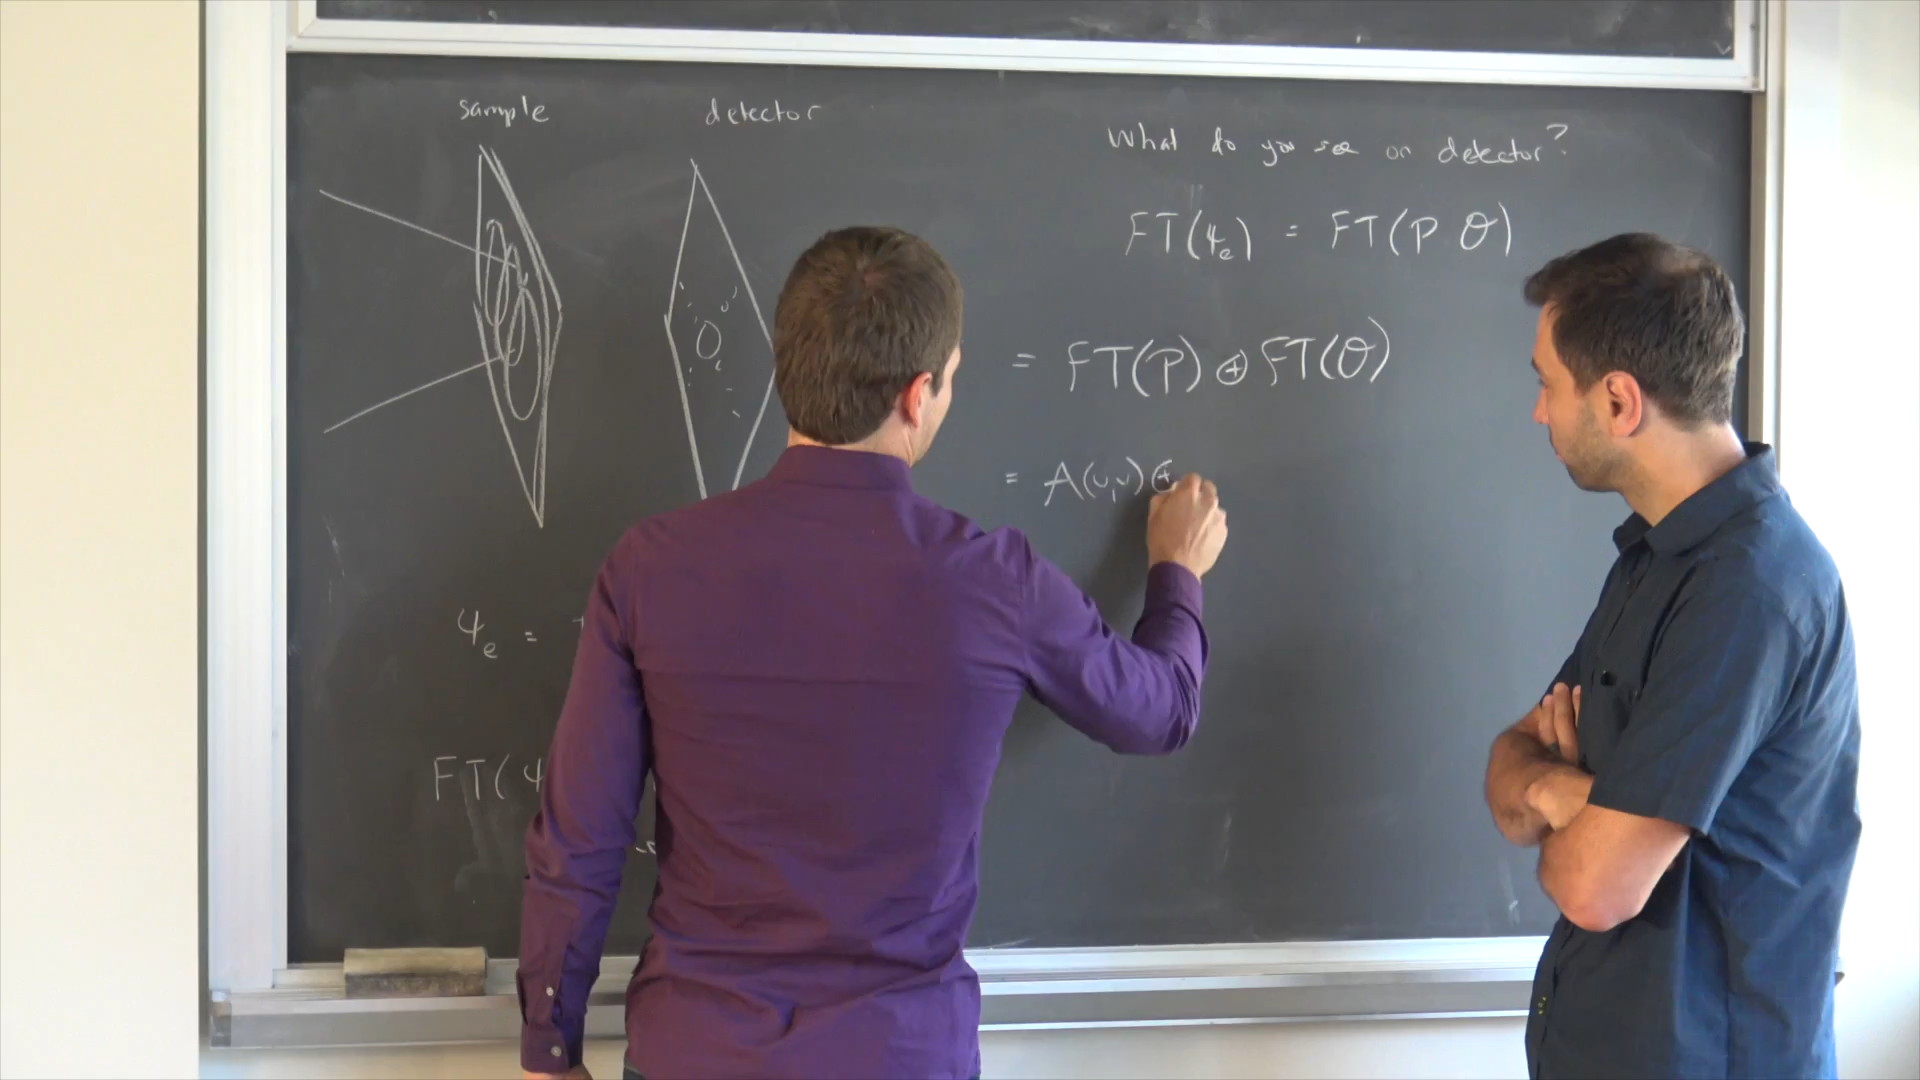 sample
detector
What do you see on detector?
FT(ψₑ) = FT(P O)
= FT(P) ⊛ FT(O)
= A(u,v) ⊛
ψₑ =
FT(ψ